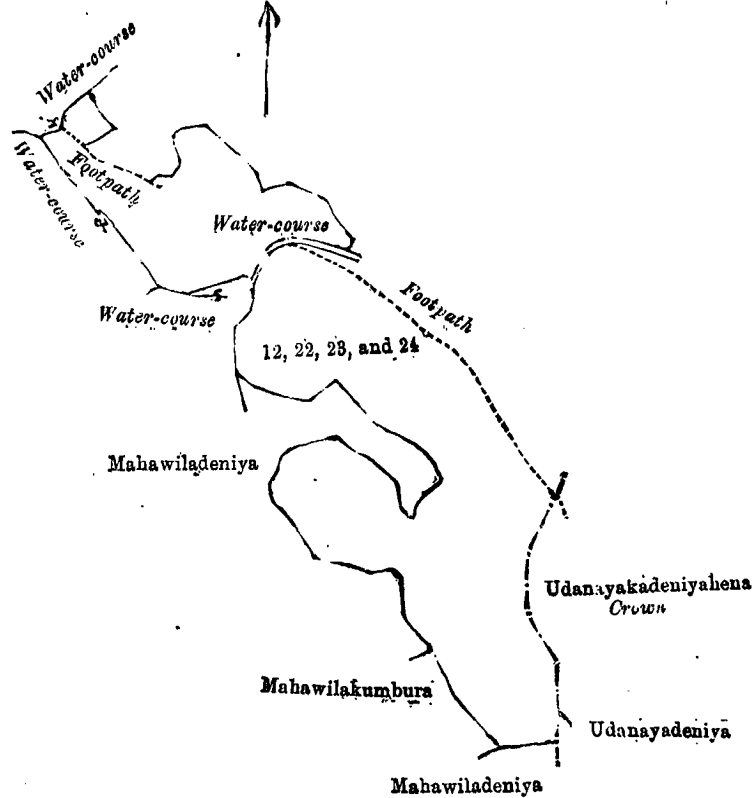 Water-course
Footpath
Water-course
Water-course
Water-course
Footpath
12, 22, 23, and 24
Mahawiladeniya
Udanayakadeniyahena
Crown
Mahawilakumbura
Udanayadeniya
Mahawiladeniya